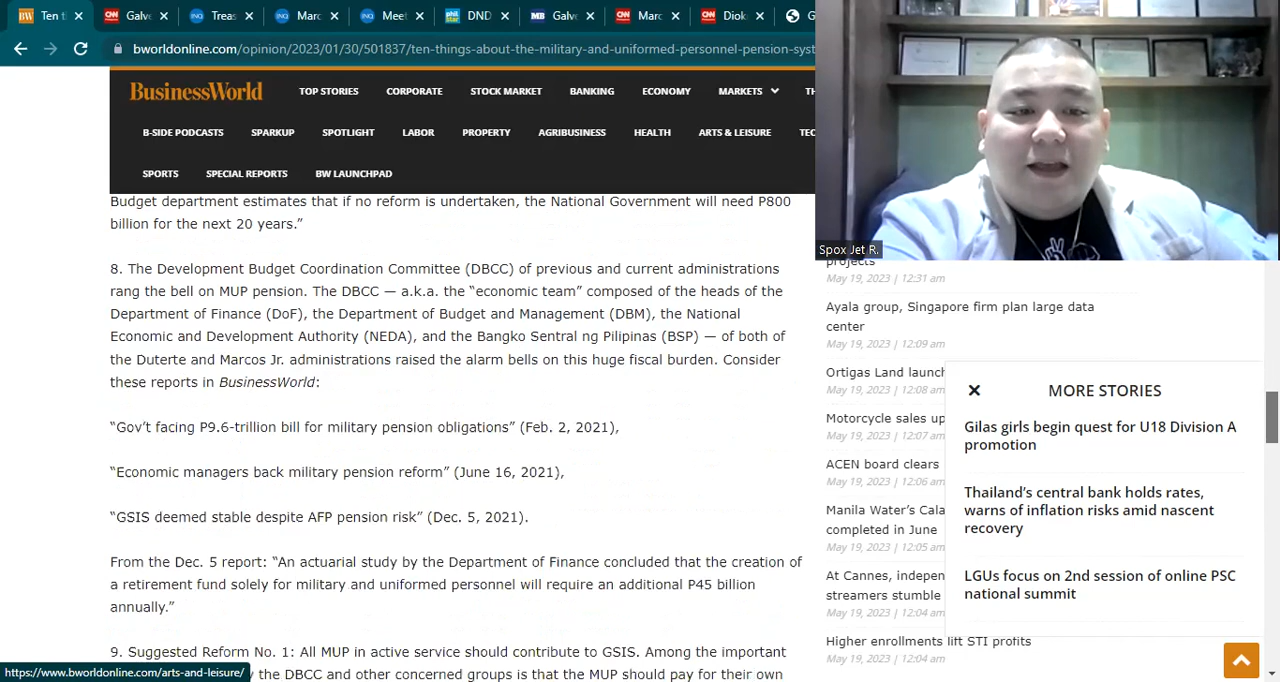 Ten t
Galve
Treas
Marc
Meet
DND
Galve
Marc
Diok
G
bworldonline.com/opinion/2023/01/30/501837/ten-things-about-the-military-and-uniformed-personnel-pension-syst
BusinessWorld
TOP STORIES CORPORATE STOCK MARKET BANKING ECONOMY MARKETS TH
B-SIDE PODCASTS SPARKUP SPOTLIGHT LABOR PROPERTY AGRIBUSINESS HEALTH ARTS & LEISURE TEC
SPORTS SPECIAL REPORTS BW LAUNCHPAD
Budget department estimates that if no reform is undertaken, the National Government will need P800
billion for the next 20 years.”
8. The Development Budget Coordination Committee (DBCC) of previous and current administrations
rang the bell on MUP pension. The DBCC — a.k.a. the “economic team” composed of the heads of the
Department of Finance (DoF), the Department of Budget and Management (DBM), the National
Economic and Development Authority (NEDA), and the Bangko Sentral ng Pilipinas (BSP) — of both of
the Duterte and Marcos Jr. administrations raised the alarm bells on this huge fiscal burden. Consider
these reports in BusinessWorld:
“Gov’t facing P9.6-trillion bill for military pension obligations” (Feb. 2, 2021),
“Economic managers back military pension reform” (June 16, 2021),
“GSIS deemed stable despite AFP pension risk” (Dec. 5, 2021).
From the Dec. 5 report: “An actuarial study by the Department of Finance concluded that the creation of
a retirement fund solely for military and uniformed personnel will require an additional P45 billion
annually.”
9. Suggested Reform No. 1: All MUP in active service should contribute to GSIS. Among the important
y the DBCC and other concerned groups is that the MUP should pay for their own
https://www.bworldonline.com/arts-and-leisure/
Spox Jet R.
projects
May 19, 2023 | 12:31 am
Ayala group, Singapore firm plan large data
center
May 19, 2023 | 12:09 am
Ortigas Land launch
May 19, 2023 | 12:08 am
Motorcycle sales up
May 19, 2023 | 12:07 am
ACEN board clears
May 19, 2023 | 12:06 am
Manila Water’s Cala
completed in June
May 19, 2023 | 12:05 am
At Cannes, indepen
streamers stumble
May 19, 2023 | 12:04 am
Higher enrollments lift STI profits
May 19, 2023 | 12:04 am
MORE STORIES
Gilas girls begin quest for U18 Division A
promotion
Thailand’s central bank holds rates,
warns of inflation risks amid nascent
recovery
LGUs focus on 2nd session of online PSC
national summit